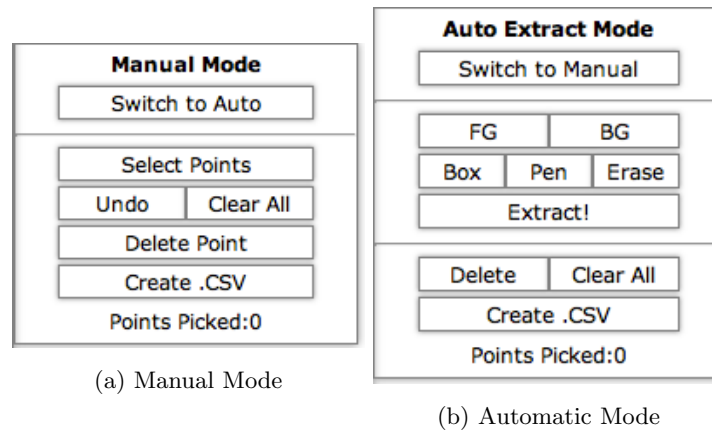 Manual Mode
Switch to Auto
Select Points
Undo Clear All
Delete Point
Create .CSV
Points Picked:0
(a) Manual Mode
Auto Extract Mode
Switch to Manual
FG BG
Box Pen Erase
Extract!
Delete Clear All
Create .CSV
Points Picked:0
(b) Automatic Mode